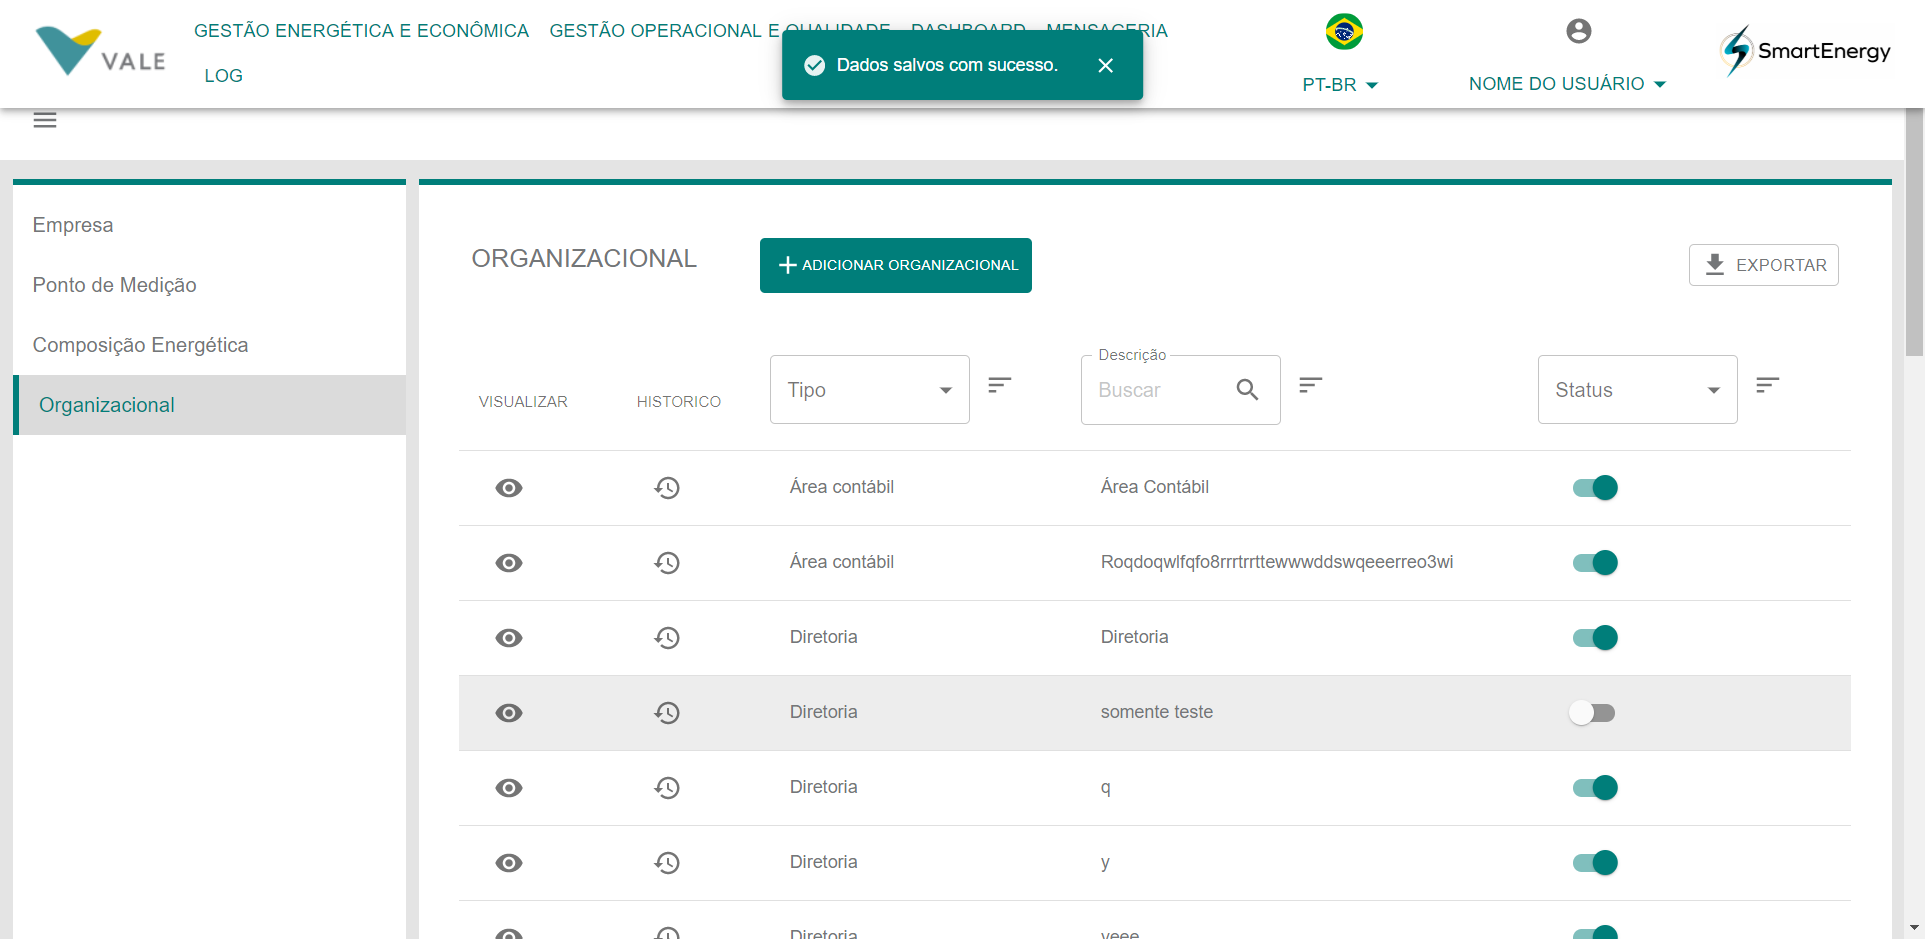 VALE
GESTÃO ENERGÉTICA E ECONÔMICA
GESTÃO OPERACIONAL E QUALIDADE
DASHBOARD
MENSAGERIA
LOG
Dados salvos com sucesso.
PT-BR
NOME DO USUÁRIO
SmartEnergy
Empresa
Ponto de Medição
Composição Energética
Organizacional
ORGANIZACIONAL
ADICIONAR ORGANIZACIONAL
EXPORTAR
VISUALIZAR
HISTORICO
Tipo
Descrição
Buscar
Status
Área contábil Área Contábil
Área contábil Roqdoqwlfqfo8rrrtrrttewwwddswqeeerreo3wi
Diretoria Diretoria
Diretoria somente teste
Diretoria q
Diretoria y
Diretoria veee